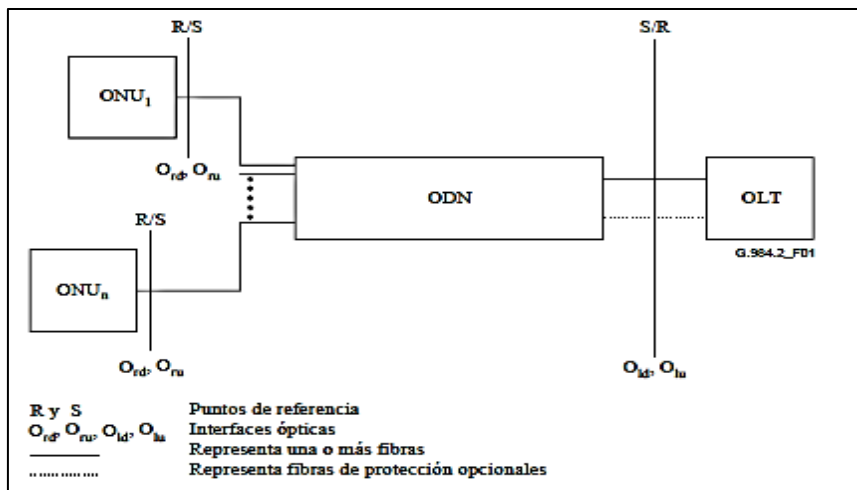 R/S
S/R
ONU1
Ord, Oru
ODN
OLT
R/S
G.984.2_F01
ONUn
Ord, Oru
Old, Olu
R y S Puntos de referencia
Ord, Oru, Old, Olu Interfaces ópticas
Representa una o más fibras
Representa fibras de protección opcionales